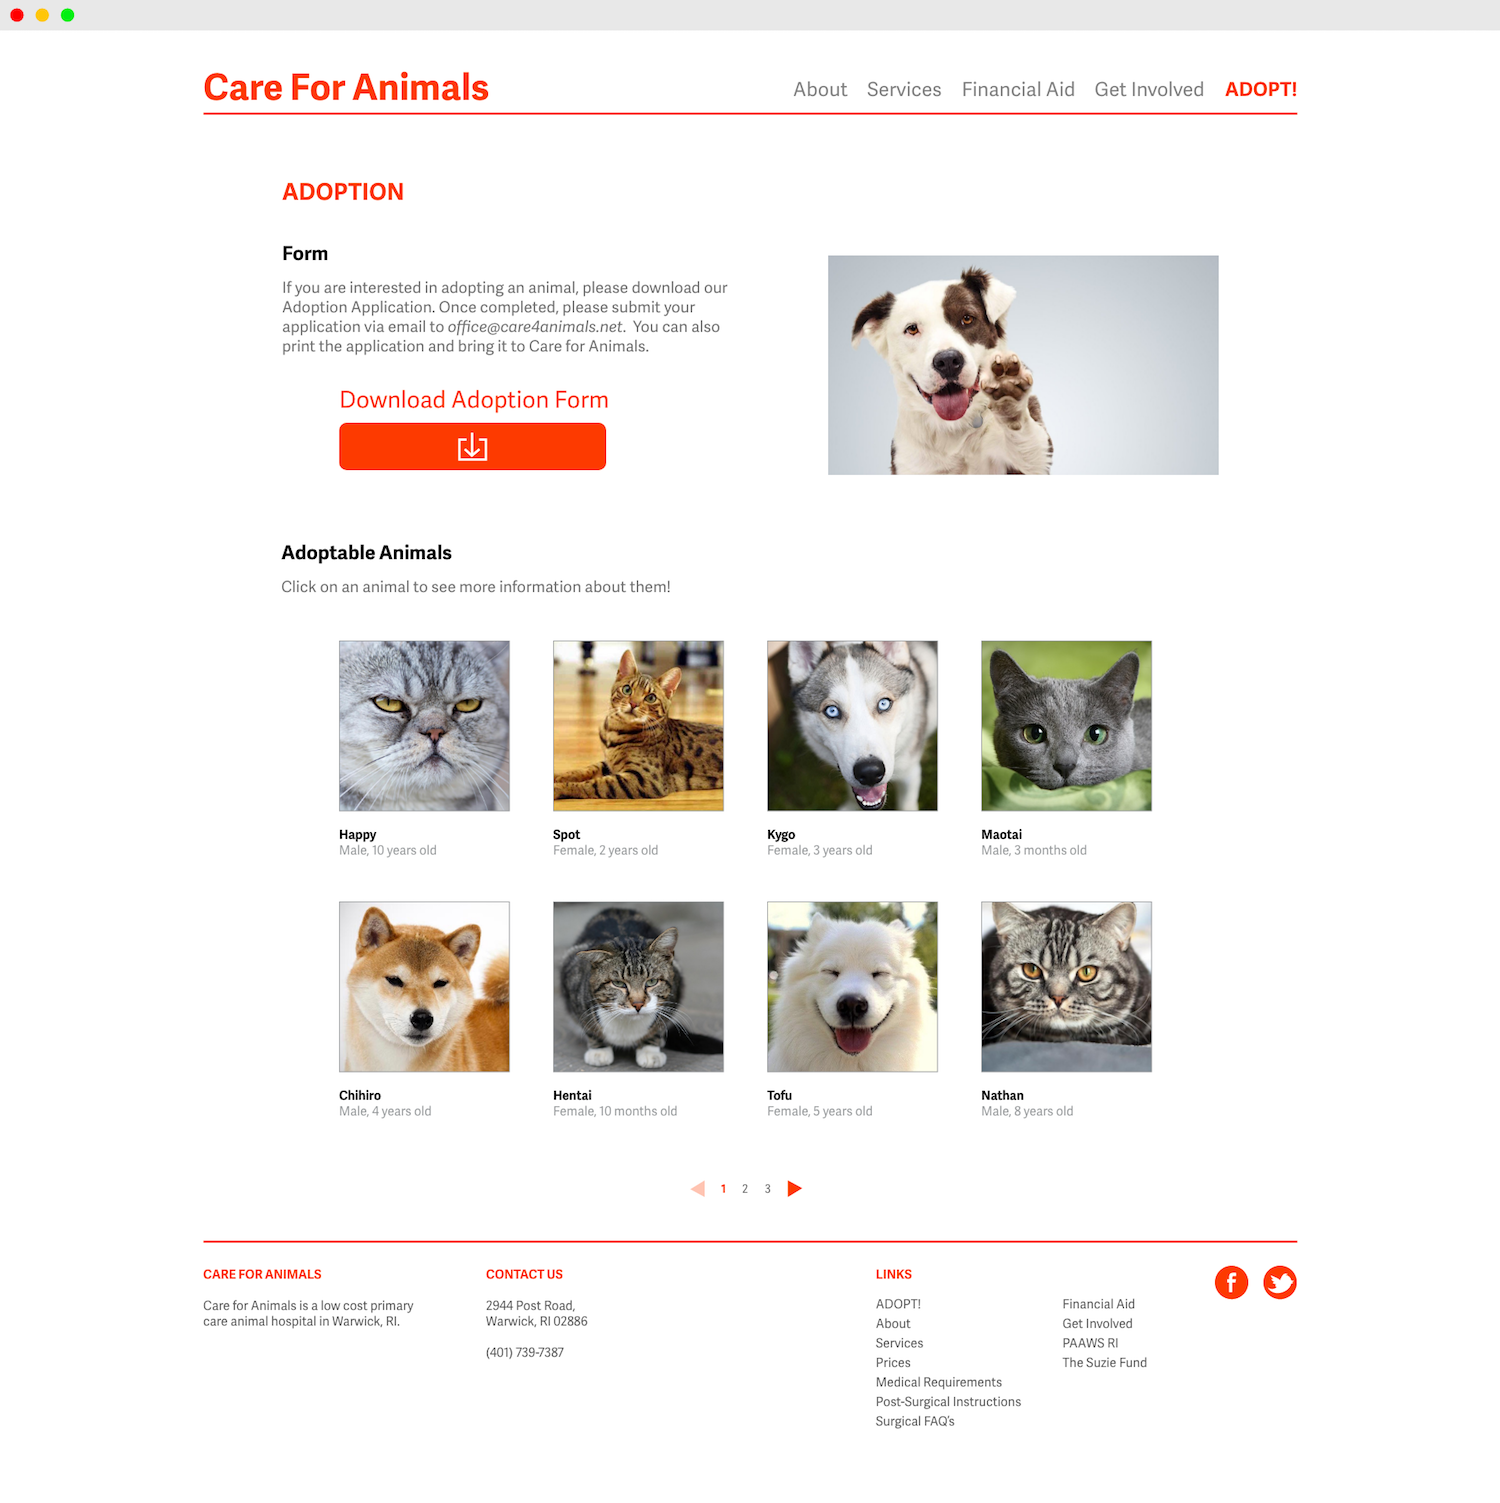 Care For Animals
About Services Financial Aid Get Involved ADOPT!
ADOPTION
Form
If you are interested in adopting an animal, please download our
Adoption Application. Once completed, please submit your
application via email to office@care4animals.net. You can also
print the application and bring it to Care for Animals.
Download Adoption Form
Adoptable Animals
Click on an animal to see more information about them!
Happy
Male, 10 years old
Spot
Female, 2 years old
Kygo
Female, 3 years old
Maotai
Male, 3 months old
Chihiro
Male, 4 years old
Hentai
Female, 10 months old
Tofu
Female, 5 years old
Nathan
Male, 8 years old
1 2 3
CARE FOR ANIMALS
Care for Animals is a low cost primary
care animal hospital in Warwick, RI.
CONTACT US
2944 Post Road,
Warwick, RI 02886
(401) 739-7387
LINKS
ADOPT!
About
Services
Prices
Medical Requirements
Post-Surgical Instructions
Surgical FAQ's
Financial Aid
Get Involved
PAAWS RI
The Suzie Fund